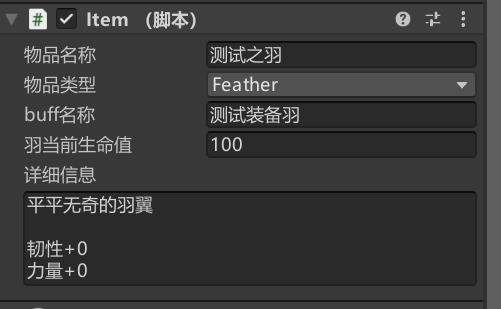 # Item （脚本）
物品名称 测试之羽
物品类型 Feather
buff名称 测试装备羽
羽当前生命值 100
详细信息
平平无奇的羽翼
韧性+0
力量+0